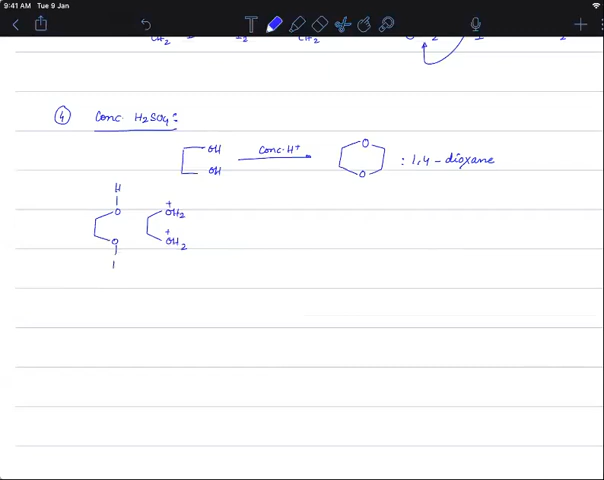 9:41 AM Tue 9 Jan
④ Conc. H2SO4:
OH
OH
Conc. H+
O
O
: 1,4-dioxane
H
O
O
+
OH2
+
OH2